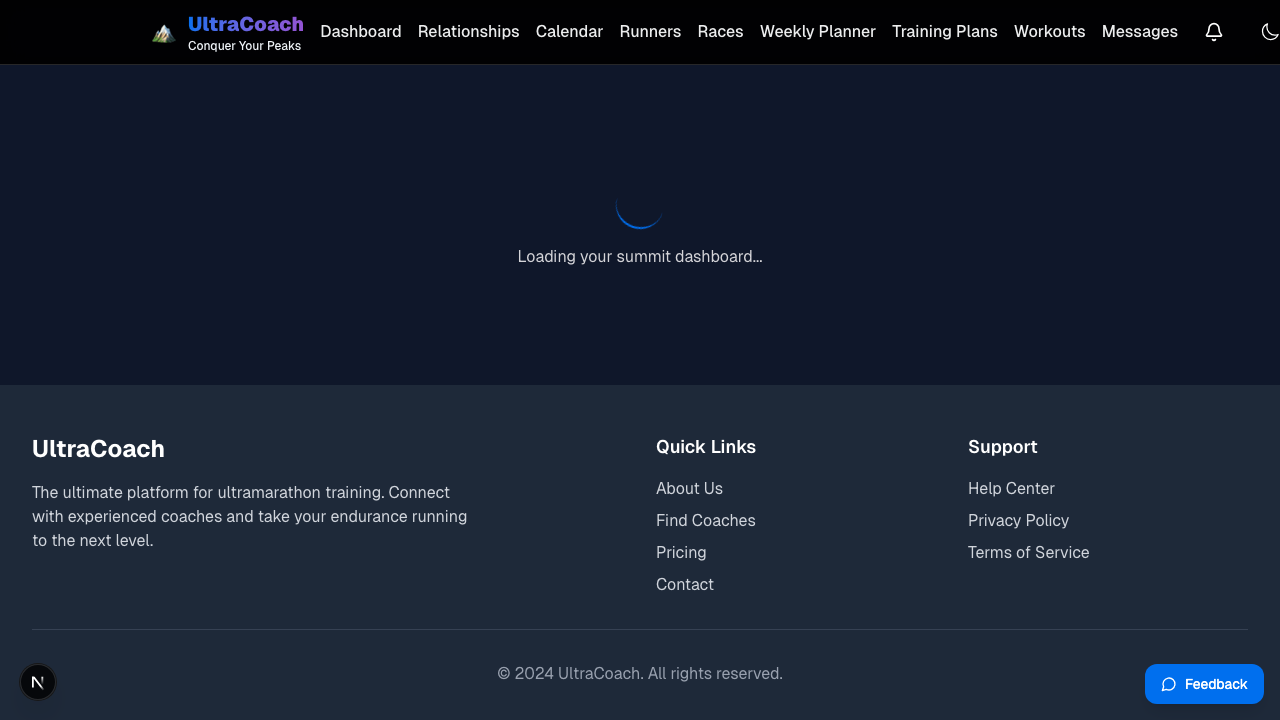 UltraCoach
Conquer Your Peaks
Dashboard Relationships Calendar Runners Races Weekly Planner Training Plans Workouts Messages
Loading your summit dashboard...
UltraCoach
The ultimate platform for ultramarathon training. Connect
with experienced coaches and take your endurance running
to the next level.
Quick Links
About Us
Find Coaches
Pricing
Contact
Support
Help Center
Privacy Policy
Terms of Service
© 2024 UltraCoach. All rights reserved.
N
Feedback